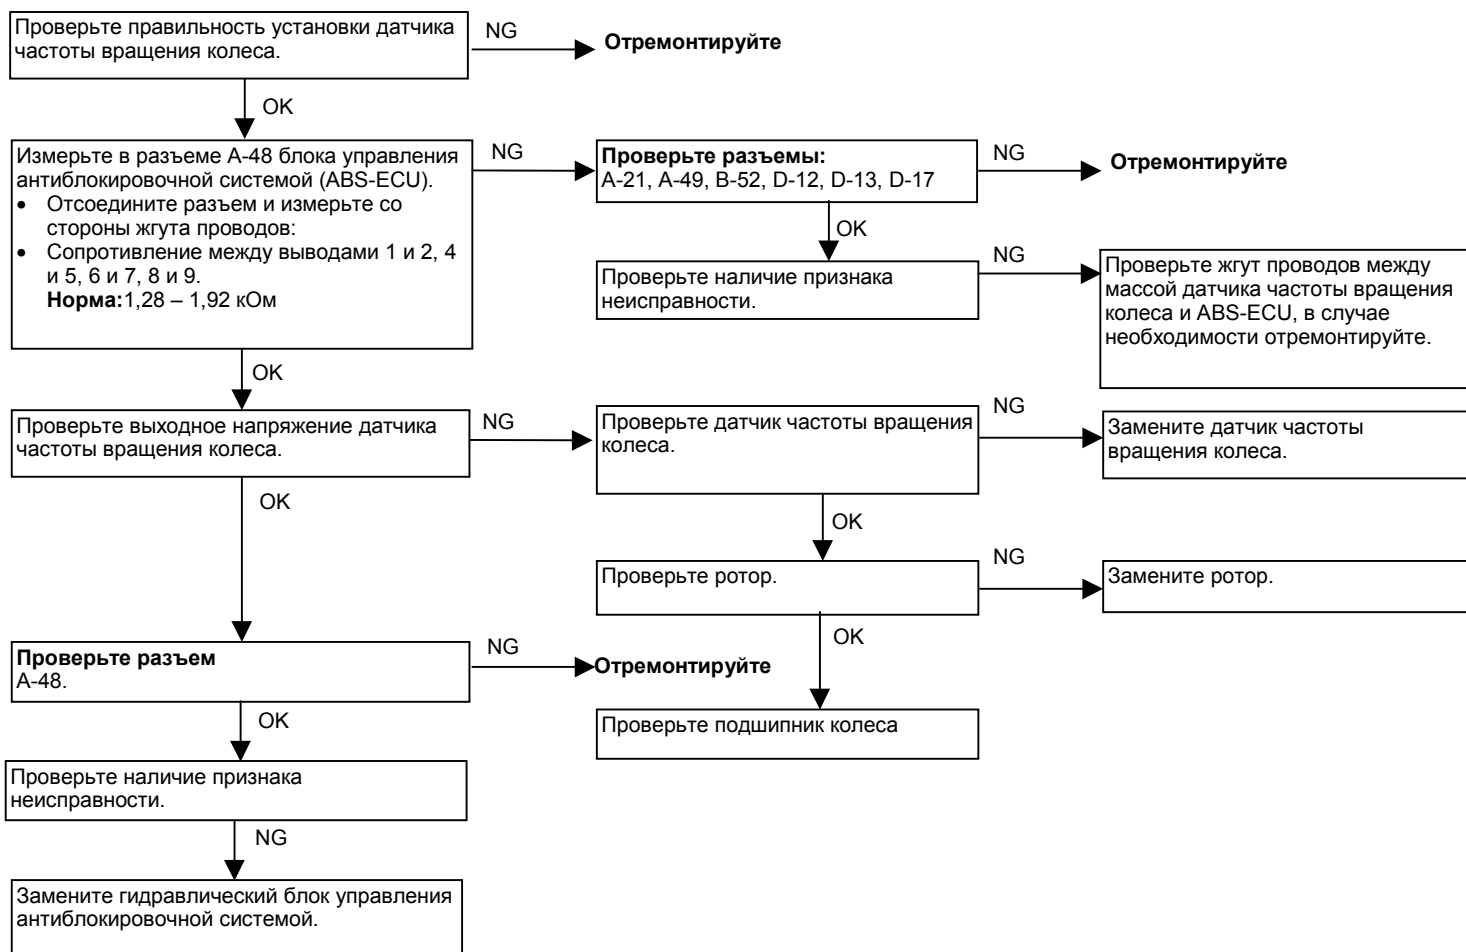 Проверьте правильность установки датчика
частоты вращения колеса.
NG
Отремонтируйте
OK
Измерьте в разъеме А-48 блока управления
антиблокировочной системой (ABS-ECU).
• Отсоедините разъем и измерьте со
стороны жгута проводов:
• Сопротивление между выводами 1 и 2, 4
и 5, 6 и 7, 8 и 9.
Норма:1,28 – 1,92 кОм
NG
Проверьте разъемы:
А-21, А-49, В-52, D-12, D-13, D-17
NG
Отремонтируйте
OK
Проверьте наличие признака
неисправности.
NG
Проверьте жгут проводов между
массой датчика частоты вращения
колеса и ABS-ECU, в случае
необходимости отремонтируйте.
OK
Проверьте выходное напряжение датчика
частоты вращения колеса.
NG
Проверьте датчик частоты вращения
колеса.
NG
Замените датчик частоты
вращения колеса.
OK
OK
Проверьте ротор.
NG
Замените ротор.
OK
Проверьте разъем
А-48.
NG
Отремонтируйте
Проверьте подшипник колеса
OK
Проверьте наличие признака
неисправности.
NG
Замените гидравлический блок управления
антиблокировочной системой.